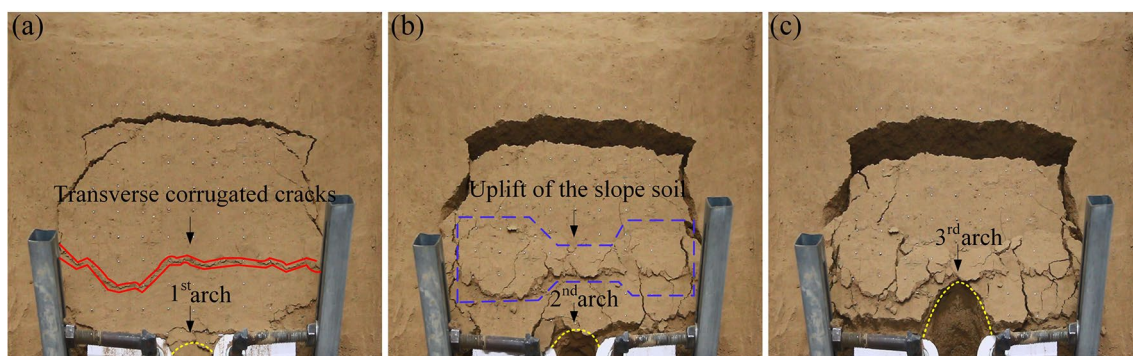 (a)
Transverse corrugated cracks
1st arch
(b)
Uplift of the slope soil
2nd arch
(c)
3rd arch